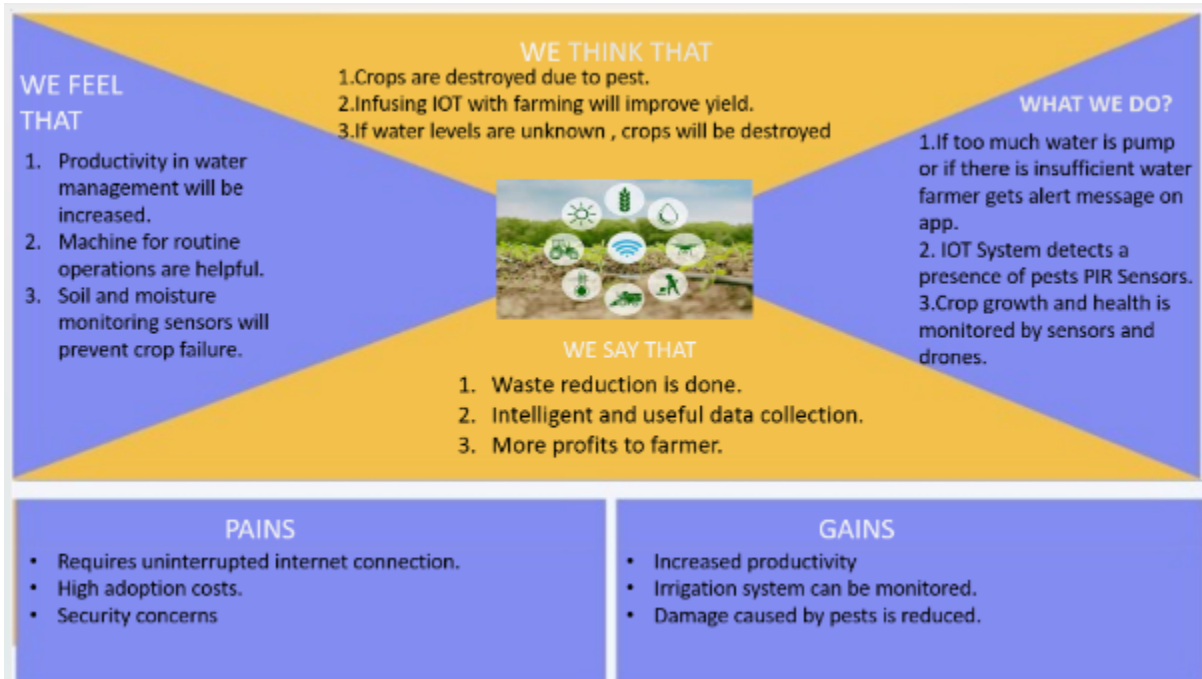 WE THINK THAT
1.Crops are destroyed due to pest.
2.Infusing IOT with farming will improve yield.
3.If water levels are unknown , crops will be destroyed
WE FEEL
THAT
1. Productivity in water
management will be
increased.
2. Machine for routine
operations are helpful.
3. Soil and moisture
monitoring sensors will
prevent crop failure.
WHAT WE DO?
1.If too much water is pump
or if there is insufficient water
farmer gets alert message on
app.
2. IOT System detects a
presence of pests PIR Sensors.
3.Crop growth and health is
monitored by sensors and
drones.
WE SAY THAT
1. Waste reduction is done.
2. Intelligent and useful data collection.
3. More profits to farmer.
PAINS
• Requires uninterrupted internet connection.
• High adoption costs.
• Security concerns
GAINS
• Increased productivity
• Irrigation system can be monitored.
• Damage caused by pests is reduced.